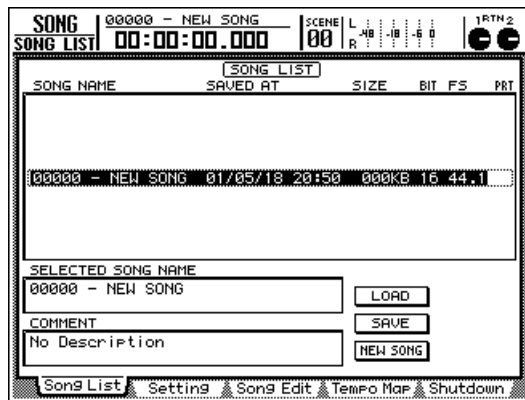 SONG
SONG LIST
00000 - NEW SONG
00:00:00.000
SCENE
00
L
R
-48 -18 -6 0
1 RTN 2
SONG LIST
SONG NAME SAVED AT SIZE BIT FS PRT
00000 - NEW SONG 01/05/18 20:50 000KB 16 44.1
SELECTED SONG NAME
00000 - NEW SONG
LOAD
COMMENT
SAVE
No Description
NEW SONG
Song List Setting Song Edit Tempo Map Shutdown